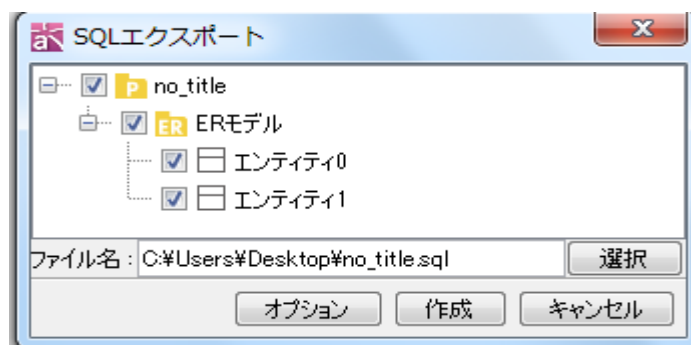 SQLエクスポート
no_title
ERモデル
エンティティ0
エンティティ1
ファイル名 : C:¥Users¥Desktop¥no_title.sql 選択
オプション 作成 キャンセル